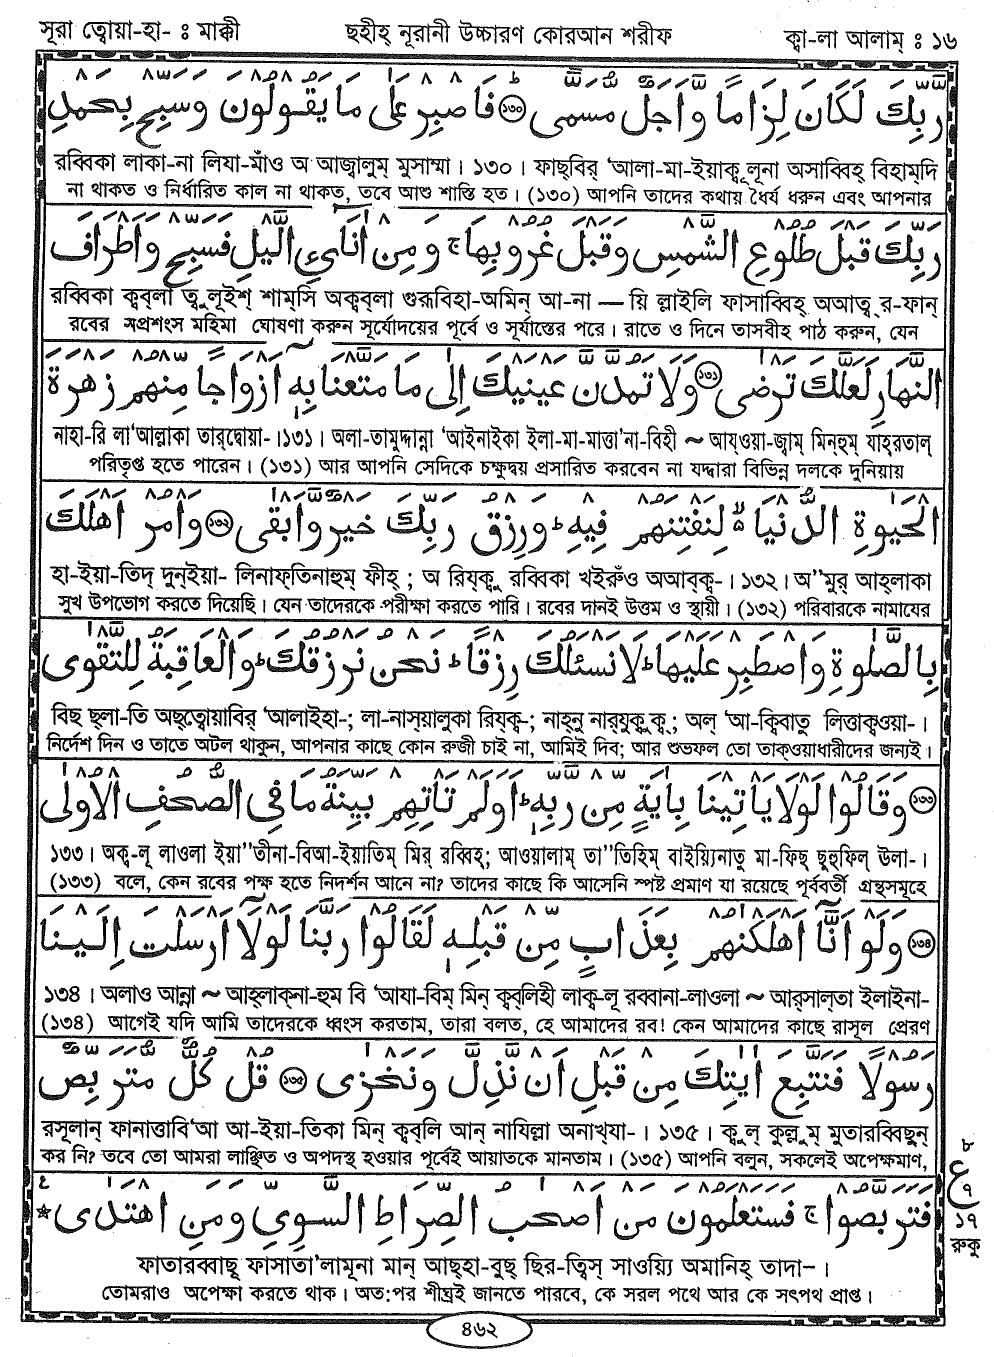 সূরা ত্বোয়া-হা- ঃ মাক্কী ছহীহ্ নূরানী উচ্চারণ কোরআন শরীফ ক্বা-লা আলাম্ ঃ ১৬
رَبِّكَ لَكَانَ لِزَامًا وَّأَجَلٌ مُّسَمًّى ﴿১৩০﴾ فَاصْبِرْ عَلٰى مَا يَقُوْلُوْنَ وَسَبِّحْ بِحَمْدِ
রব্বিকা লাকা-না লিযা-মাঁও অ আজ্বালুম্ মুসাম্মা। ১৩০। ফাছ্বির্ ‘আলা-মা-ইয়াক্বূলূনা অসাব্বিহ্ বিহাম্দি
না থাকত ও নির্ধারিত কাল না থাকত, তবে আশু শাস্তি হত। (১৩০) আপনি তাদের কথায় ধৈর্য ধরুন এবং আপনার
رَبِّكَ قَبْلَ طُلُوْعِ الشَّمْسِ وَقَبْلَ غُرُوْبِهَا ج وَمِنْ اٰنَآئِ الَّيْلِ فَسَبِّحْ وَاَطْرَافَ
রব্বিকা ক্বব্লা ত্বুলূইশ্ শাম্সি অক্বব্লা গুরূবিহা-অমিন্ আ-না — য়ি ল্লাইলি ফাসাব্বিহ্ অআত্ব্ র-ফান্
রবের সপ্রশংস মহিমা ঘোষণা করুন সূর্যোদয়ের পূর্বে ও সূর্যাস্তের পরে। রাতে ও দিনে তাসবীহ পাঠ করুন, যেন
النَّهَارِ لَعَلَّكَ تَرْضٰى ﴿১৩১﴾ وَلَا تَمُدَّنَّ عَيْنَيْكَ اِلٰى مَا مَتَّعْنَا بِهٖٓ اَزْوَاجًا مِّنْهُمْ زَهْرَةَ
নাহা-রি লা‘আল্লাকা তার্দ্বোয়া-।১৩১। অলা-তামুদ্দান্না ‘আইনাইকা ইলা-মা-মাত্তা‘না-বিহী ~ আয্ওয়া-জ্বাম্ মিন্হুম্ যাহ্রতাল্
পরিতৃপ্ত হতে পারেন। (১৩১) আর আপনি সেদিকে চক্ষুদ্বয় প্রসারিত করবেন না যদ্দ্বারা বিভিন্ন দলকে দুনিয়ায়
الْحَيٰوةِ الدُّنْيَا لا لِنَفْتِنَهُمْ فِيْهِ ط وَرِزْقُ رَبِّكَ خَيْرٌ وَّاَبْقٰى ﴿১৩২﴾ وَأْمُرْ اَهْلَكَ
হা-ইয়া-তিদ্ দুন্ইয়া- লিনাফ্তিনাহুম্ ফীহ্ ; অ রিয্ক্বু রব্বিকা খইরুঁও অআব্ক্ব-। ১৩২। অ’’মুর্ আহ্লাকা
সুখ উপভোগ করতে দিয়েছি। যেন তাদেরকে পরীক্ষা করতে পারি। রবের দানই উত্তম ও স্থায়ী। (১৩২) পরিবারকে নামাযের
بِالصَّلٰوةِ وَاصْطَبِرْ عَلَيْهَا ط لَا نَسْئَلُكَ رِزْقًا ط نَحْنُ نَرْزُقُكَ ط وَالْعَاقِبَةُ لِلتَّقْوٰى
বিছ্ ছ্লা-তি অছ্ত্বোয়াবির্ ‘আলাইহা-; লা-নাস্য়ালুকা রিয্ক্ব-; নাহ্নু নার্যুক্বুক্ব্; অল্ ‘আ-ক্বিবাতু লিত্তাক্বওয়া-।
নির্দেশ দিন ও তাতে অটল থাকুন, আপনার কাছে কোন রুজী চাই না, আমিই দিব; আর শুভফল তো তাক্ওয়াধারীদের জন্যই।
﴿১৩৩﴾ وَقَالُوْا لَوْلَا يَأْتِيْنَا بِاٰيَةٍ مِّنْ رَّبِّهٖ ط اَوَلَمْ تَأْتِهِمْ بَيِّنَةُ مَا فِى الصُّحُفِ الْاُوْلٰى
১৩৩। অক্ব-লূ লাওলা ইয়া’’তীনা-বিআ-ইয়াতিম্ মির্ রব্বিহ্; আওয়ালাম্ তা’’তিহিম্ বাইয়্যিনাতু মা-ফিছ্ ছুহুফিল্ উলা-।
(১৩৩) বলে, কেন রবের পক্ষ হতে নিদর্শন আনে না? তাদের কাছে কি আসেনি স্পষ্ট প্রমাণ যা রয়েছে পূর্ববর্তী গ্রন্থসমূহে
﴿১৩৪﴾ وَلَوْ اَنَّآ اَهْلَكْنٰهُمْ بِعَذَابٍ مِّنْ قَبْلِهٖ لَقَالُوْا رَبَّنَا لَوْلَآ اَرْسَلْتَ اِلَيْنَا
১৩৪। অলাও আন্না ~ আহ্লাক্না-হুম বি ‘আযা-বিম্ মিন্ ক্বব্লিহী লাক্ব-লূ রব্বানা-লাওলা ~ আর্সাল্তা ইলাইনা-
(১৩৪) আগেই যদি আমি তাদেরকে ধ্বংস করতাম, তারা বলত, হে আমাদের রব! কেন আমাদের কাছে রাসূল প্রেরণ
رَسُوْلًا فَنَتَّبِعَ اٰيٰتِكَ مِنْ قَبْلِ اَنْ نَّذِلَّ وَنَخْزٰى ﴿১৩৫﴾ قُلْ كُلٌّ مُّتَرَبِّصٌ
রসূলান্ ফানাত্তাবি‘আ আ-ইয়া-তিকা মিন্ ক্বব্লি আন্ নাযিল্লা অনাখ্যা-। ১৩৫। ক্বুল্ কুল্লুম্ মুতারব্বিছুন্
কর নি? তবে তো আমরা লাঞ্ছিত ও অপদস্থ হওয়ার পূর্বেই আয়াতকে মানতাম। (১৩৫) আপনি বলুন, সকলেই অপেক্ষমাণ,
فَتَرَبَّصُوْا ج فَسَتَعْلَمُوْنَ مَنْ اَصْحٰبُ الصِّرَاطِ السَّوِىِّ وَمَنِ اهْتَدٰى
৮
ع
৭
১৭
রুকু
ফাতারব্বাছূ ফাসাতা‘লামূনা মান্ আছ্হা-বুছ্ ছির-ত্বিস্ সাওয়্যি অমানিহ্ তাদা–।
তোমরাও অপেক্ষা করতে থাক। অত:পর শীঘ্রই জানতে পারবে, কে সরল পথে আর কে সৎপথ প্রাপ্ত।
৪৬২